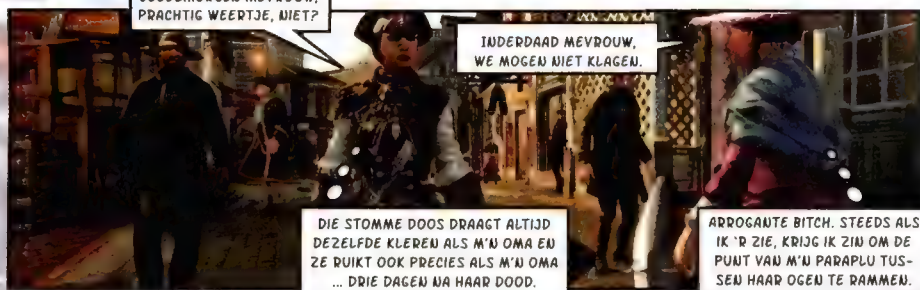 GOEDEMORGEN MEVROUW,
PRACHTIG WEERTJE, NIET?
INDERDAAD MEVROUW,
WE MOGEN NIET KLAGEN.
DIE STOMME DOOS DRAAGT ALTIJD
DEZELFDE KLEREN ALS M'N OMA EN
ZE RUIKT OOK PRECIES ALS M'N OMA
... DRIE DAGEN NA HAAR DOOD.
ARROGANTE BITCH. STEEDS ALS
IK 'R ZIE, KRIJG IK ZIN OM DE
PUNT VAN M'N PARAPLU TUS-
SEN HAAR OGEN TE RAMMEN.